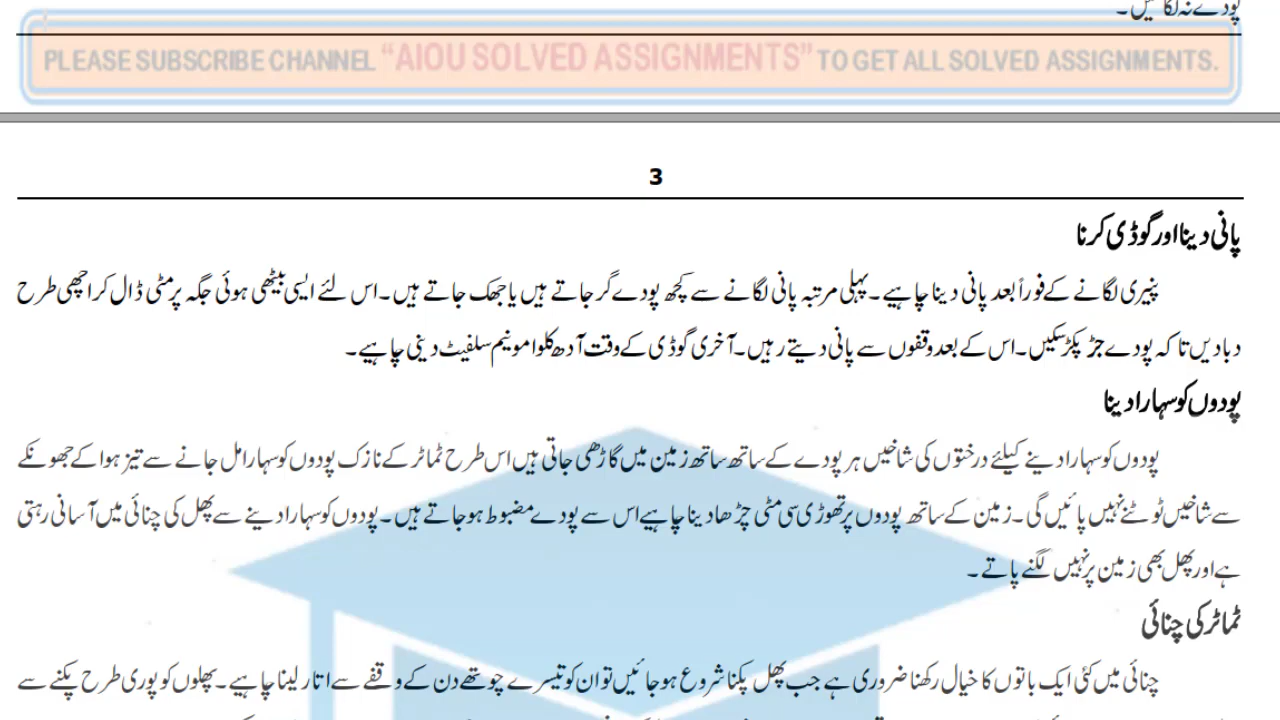 پودے نہ لگائیں۔
PLEASE SUBSCRIBE CHANNEL “AIOU SOLVED ASSIGNMENTS” TO GET ALL SOLVED ASSIGNMENTS.
3
پانی دینا اور گوڈی کرنا
پنیری لگانے کے فوراً بعد پانی دینا چاہیے۔ پہلی مرتبہ پانی لگانے سے کچھ پودے گر جاتے ہیں یا جھک جاتے ہیں۔ اس لئے ایسی بیٹھی ہوئی جگہ پر مٹی ڈال کر اچھی طرح
دبا دیں تا کہ پودے جڑ پکڑ سکیں۔ اس کے بعد وقفوں سے پانی دیتے رہیں۔ آخری گوڈی کے وقت آدھ کلو امونیم سلفیٹ دینی چاہیے۔
پودوں کو سہارا دینا
پودوں کو سہارا دینے کیلئے درختوں کی شاخیں ہر پودے کے ساتھ ساتھ زمین میں گاڑھی جاتی ہیں اس طرح ٹماٹر کے نازک پودوں کو سہارا مل جانے سے تیز ہوا کے جھونکے
سے شاخیں ٹوٹنے نہیں پائیں گی۔ زمین کے ساتھ پودوں پر تھوڑی سی مٹی چڑھا دینا چاہیے اس سے پودے مضبوط ہو جاتے ہیں۔ پودوں کو سہارا دینے سے پھل کی چنائی میں آسانی رہتی
ہے اور پھل بھی زمین پر نہیں لگنے پاتے۔
ٹماٹر کی چنائی
چنائی میں کئی ایک باتوں کا خیال رکھنا ضروری ہے جب پھل پکنا شروع ہو جائیں تو ان کو تیسرے چوتھے دن کے وقفے سے اتار لینا چاہیے۔ پھلوں کو پوری طرح پکنے سے